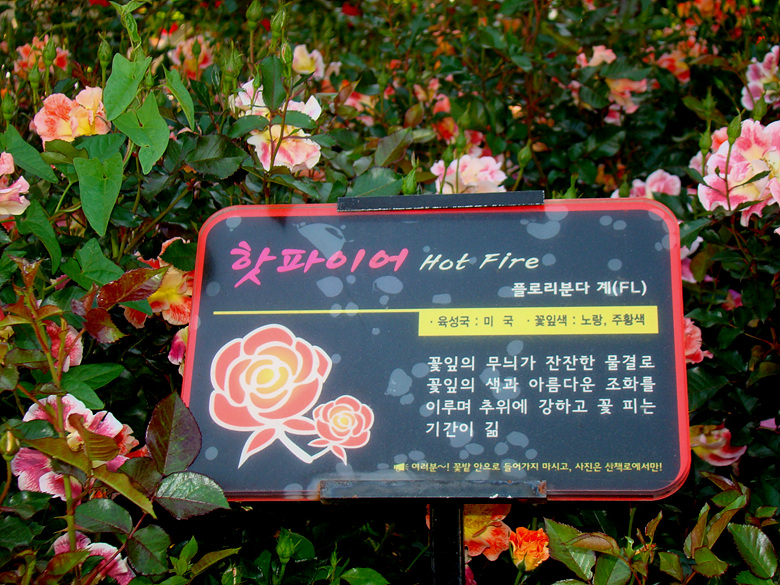 핫파이어 Hot Fire
플로리분다 계(FL)
· 육성국 : 미 국 · 꽃잎색 : 노랑, 주황색
꽃잎의 무늬가 잔잔한 물결로
꽃잎의 색과 아름다운 조화를
이루며 추위에 강하고 꽃 피는
기간이 긺
여러분~! 꽃밭 안으로 들어가지 마시고, 사진은 산책로에서만!